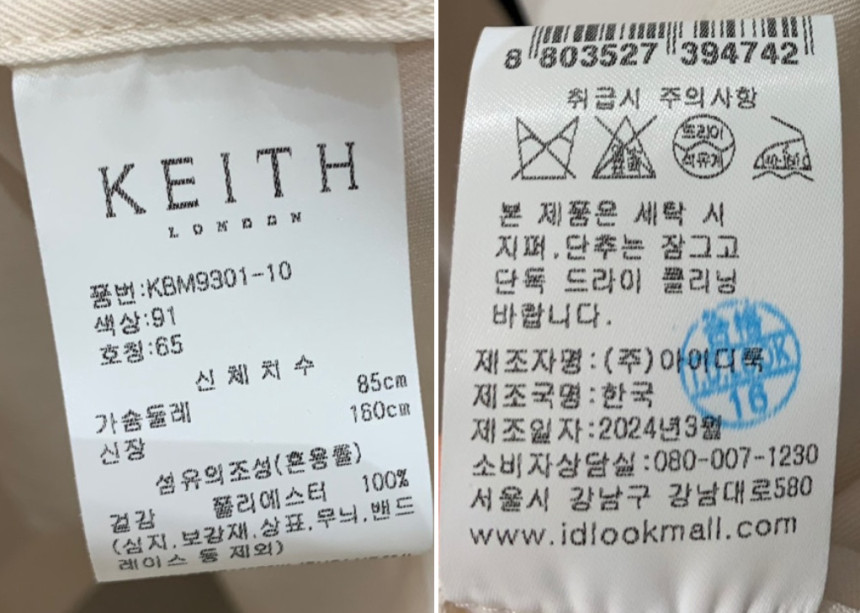 KEITH
LONDON
품번:KBM9301-10
색상:91
호칭:65
신 체 치 수
85cm
가슴둘레
160cm
신장
섬유의조성(혼용률)
겉감 폴리에스터 100%
(심지,보강재,상표,무늬,밴드
레이스 등 제외)
8 803527 394742
취급시 주의사항
드라이
석유계
본 제품은 세탁 시
지퍼,단추는 잠그고
단독 드라이 클리닝
바랍니다.
제조자명:(주)아이디룩
제조국명:한국
제조일자:2024년3월
16
소비자상담실:080-007-1230
서울시 강남구 강남대로580
www.idlookmall.com